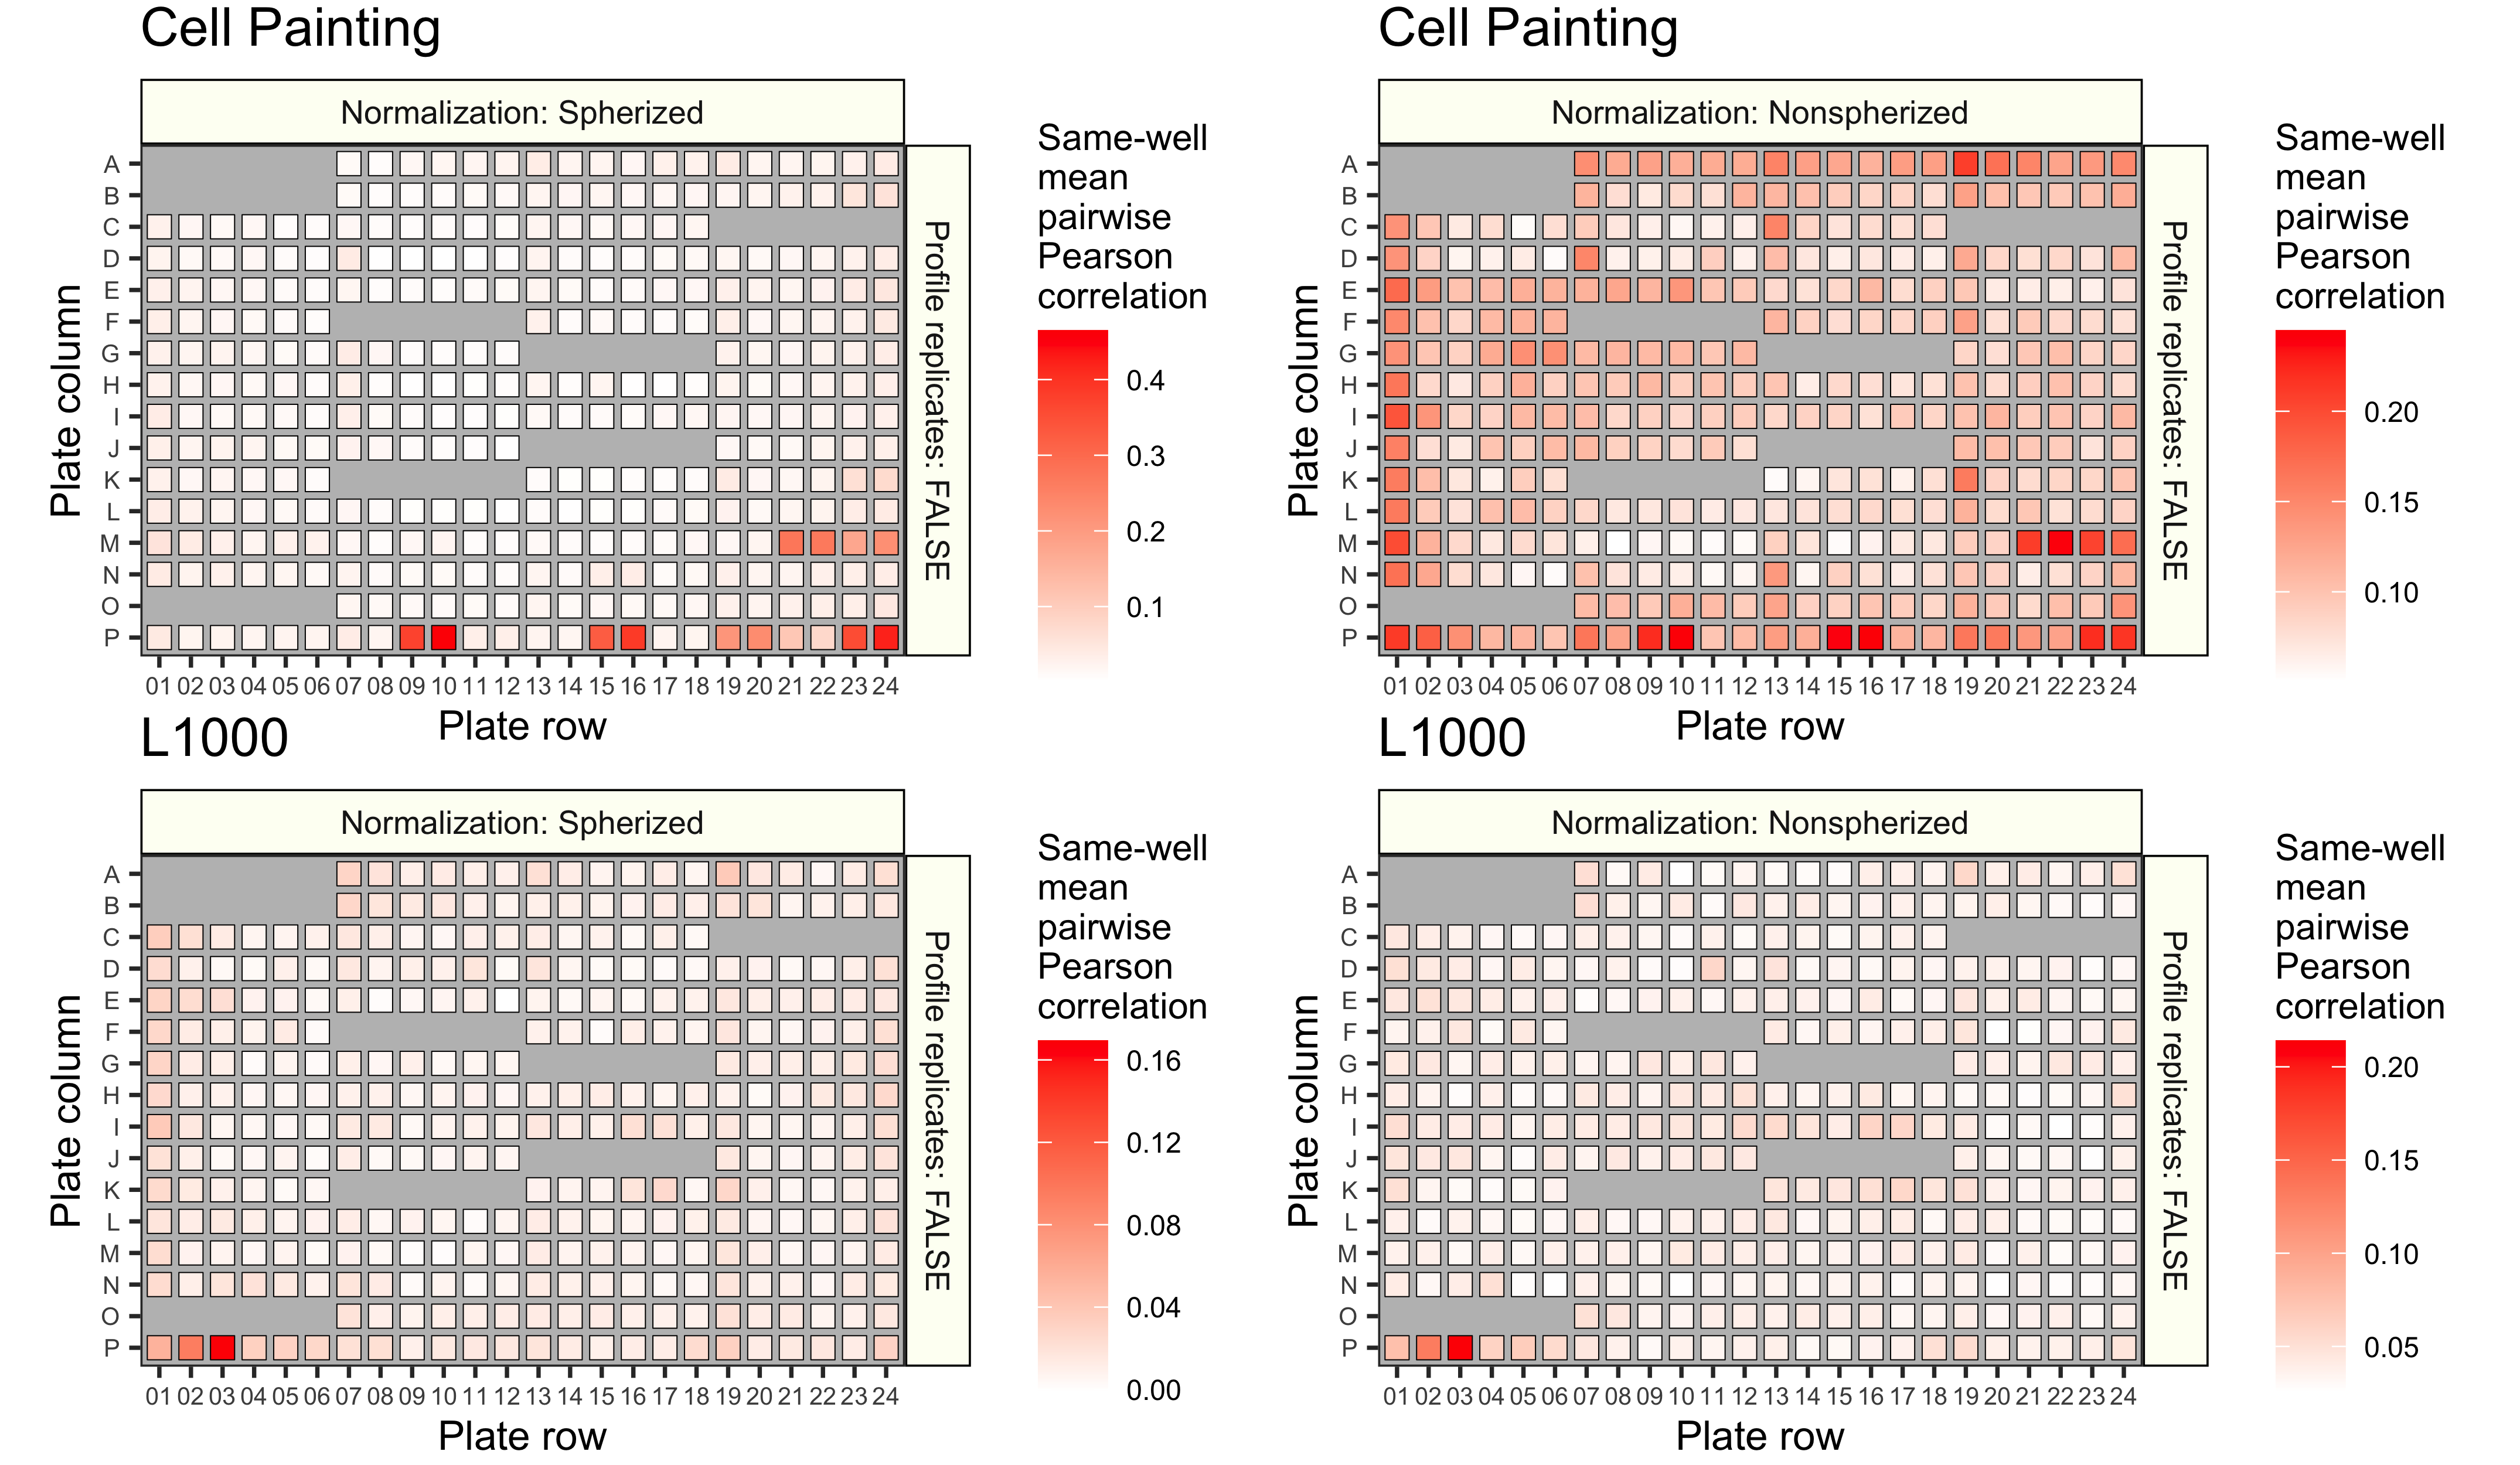 Cell Painting
Normalization: Spherized
A
B
C
D
E
F
G
H
I
J
K
L
M
N
O
P
Plate column
01 02 03 04 05 06 07 08 09 10 11 12 13 14 15 16 17 18 19 20 21 22 23 24
Plate row
Profile replicates: FALSE
Same-well
mean
pairwise
Pearson
correlation
0.4
0.3
0.2
0.1
Cell Painting
Normalization: Nonspherized
A
B
C
D
E
F
G
H
I
J
K
L
M
N
O
P
Plate column
01 02 03 04 05 06 07 08 09 10 11 12 13 14 15 16 17 18 19 20 21 22 23 24
Plate row
Profile replicates: FALSE
Same-well
mean
pairwise
Pearson
correlation
0.20
0.15
0.10
L1000
Normalization: Spherized
A
B
C
D
E
F
G
H
I
J
K
L
M
N
O
P
Plate column
01 02 03 04 05 06 07 08 09 10 11 12 13 14 15 16 17 18 19 20 21 22 23 24
Plate row
Profile replicates: FALSE
Same-well
mean
pairwise
Pearson
correlation
0.16
0.12
0.08
0.04
0.00
L1000
Normalization: Nonspherized
A
B
C
D
E
F
G
H
I
J
K
L
M
N
O
P
Plate column
01 02 03 04 05 06 07 08 09 10 11 12 13 14 15 16 17 18 19 20 21 22 23 24
Plate row
Profile replicates: FALSE
Same-well
mean
pairwise
Pearson
correlation
0.20
0.15
0.10
0.05